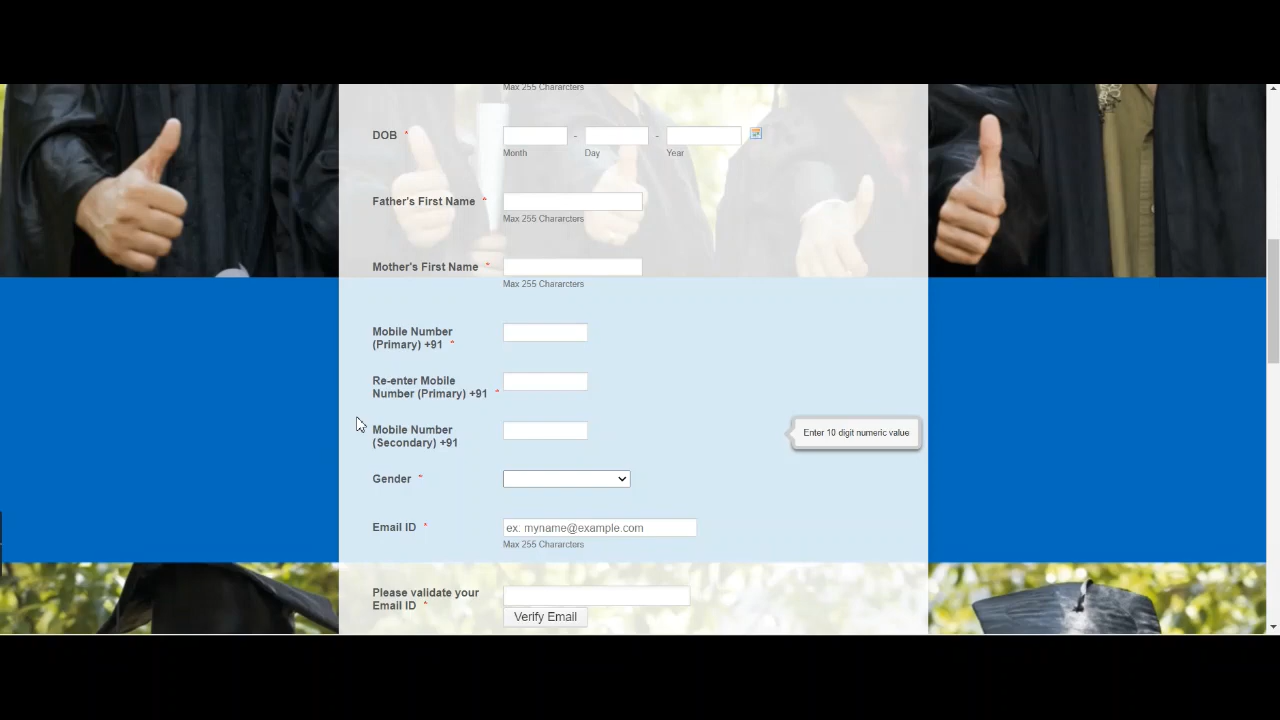 Max 255 Chararcters
DOB *
- -
Month Day Year
Father's First Name *
Max 255 Chararcters
Mother's First Name *
Max 255 Chararcters
Mobile Number
(Primary) +91 *
Re-enter Mobile
Number (Primary) +91 *
Mobile Number
(Secondary) +91
Enter 10 digit numeric value
Gender *
Email ID *
ex: myname@example.com
Max 255 Chararcters
Please validate your
Email ID *
Verify Email